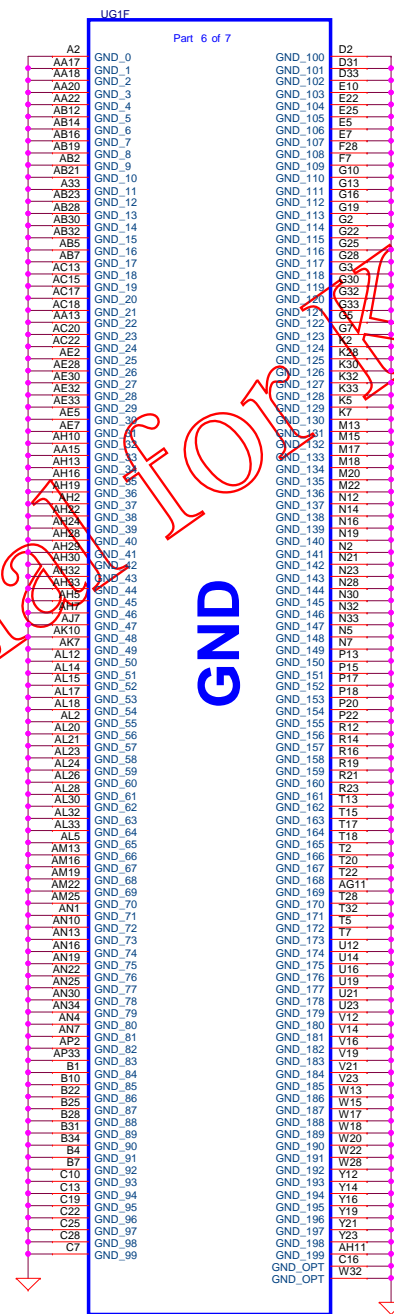 UG1F
Part 6 of 7
A2 GND_0 GND_100 D2
AA17 GND_1 GND_101 D31
AA18 GND_2 GND_102 D33
AA20 GND_3 GND_103 E10
AA22 GND_4 GND_104 E22
AB12 GND_5 GND_105 E25
AB14 GND_6 GND_106 E5
AB16 GND_7 GND_107 E7
AB19 GND_8 GND_108 F28
AB2 GND_9 GND_109 F7
AB21 GND_10 GND_110 G10
A33 GND_11 GND_111 G13
AB23 GND_12 GND_112 G16
AB28 GND_13 GND_113 G19
AB30 GND_14 GND_114 G2
AB32 GND_15 GND_115 G22
AB5 GND_16 GND_116 G25
AB7 GND_17 GND_117 G28
AC13 GND_18 GND_118 G3
AC15 GND_19 GND_119 G30
AC17 GND_20 GND_120 G32
AC18 GND_21 GND_121 G33
AA13 GND_22 GND_122 G5
AC20 GND_23 GND_123 G7
AC22 GND_24 GND_124 K2
AE2 GND_25 GND_125 K28
AE28 GND_26 GND_126 K30
AE30 GND_27 GND_127 K32
AE32 GND_28 GND_128 K33
AE33 GND_29 GND_129 K5
AE5 GND_30 GND_130 K7
AE7 GND_31 GND_131 M13
AH10 GND_32 GND_132 M15
AA15 GND_33 GND_133 M17
AH13 GND_34 GND_134 M18
AH16 GND_35 GND_135 M20
AH19 GND_36 GND_136 M22
AH2 GND_37 GND_137 N12
AH22 GND_38 GND_138 N14
AH24 GND_39 GND_139 N16
AH28 GND_40 GND_140 N19
AH29 GND_41 GND_141 N2
AH30 GND_42 GND_142 N21
AH32 GND_43 GND_143 N23
AH33 GND_44 GND_144 N28
AH5 GND_45 GND_145 N30
AH7 GND_46 GND_146 N32
AJ7 GND_47 GND_147 N33
AK10 GND_48 GND_148 N5
AK7 GND_49 GND_149 N7
AL12 GND_50 GND_150 P13
AL14 GND_51 GND_151 P15
AL15 GND_52 GND_152 P17
AL17 GND_53 GND_153 P18
AL18 GND_54 GND_154 P20
AL2 GND_55 GND_155 P22
AL20 GND_56 GND_156 R12
AL21 GND_57 GND_157 R14
AL23 GND_58 GND_158 R16
AL24 GND_59 GND_159 R19
AL26 GND_60 GND_160 R21
AL28 GND_61 GND_161 R23
AL30 GND_62 GND_162 T13
AL32 GND_63 GND_163 T15
AL33 GND_64 GND_164 T17
AL5 GND_65 GND_165 T18
AM13 GND_66 GND_166 T2
AM16 GND_67 GND_167 T20
AM19 GND_68 GND_168 T22
AM22 GND_69 GND_169 AG11
AM25 GND_70 GND_170 T28
AN1 GND_71 GND_171 T32
AN10 GND_72 GND_172 T5
AN13 GND_73 GND_173 T7
AN16 GND_74 GND_174 U12
AN19 GND_75 GND_175 U14
AN22 GND_76 GND_176 U16
AN25 GND_77 GND_177 U19
AN30 GND_78 GND_178 U21
AN34 GND_79 GND_179 U23
AN4 GND_80 GND_180 V12
AN7 GND_81 GND_181 V14
AP2 GND_82 GND_182 V16
AP33 GND_83 GND_183 V19
B1 GND_84 GND_184 V21
B10 GND_85 GND_185 V23
B22 GND_86 GND_186 W13
B25 GND_87 GND_187 W15
B28 GND_88 GND_188 W17
B31 GND_89 GND_189 W18
B34 GND_90 GND_190 W20
B4 GND_91 GND_191 W22
B7 GND_92 GND_192 W28
C10 GND_93 GND_193 Y12
C13 GND_94 GND_194 Y14
C19 GND_95 GND_195 Y16
C22 GND_96 GND_196 Y19
C25 GND_97 GND_197 Y21
C28 GND_98 GND_198 Y23
C7 GND_99 GND_199 AH11
GND_OPT C16
GND_OPT W32
GND
for